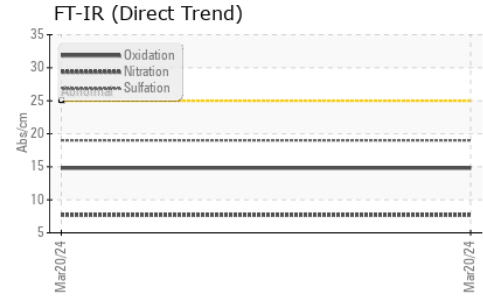 FT-IR (Direct Trend)
35
30
25
20
15
10
5
Abs/cm
Oxidation
Nitration
Sulfation
Abnormal
Mar20/24
Mar20/24